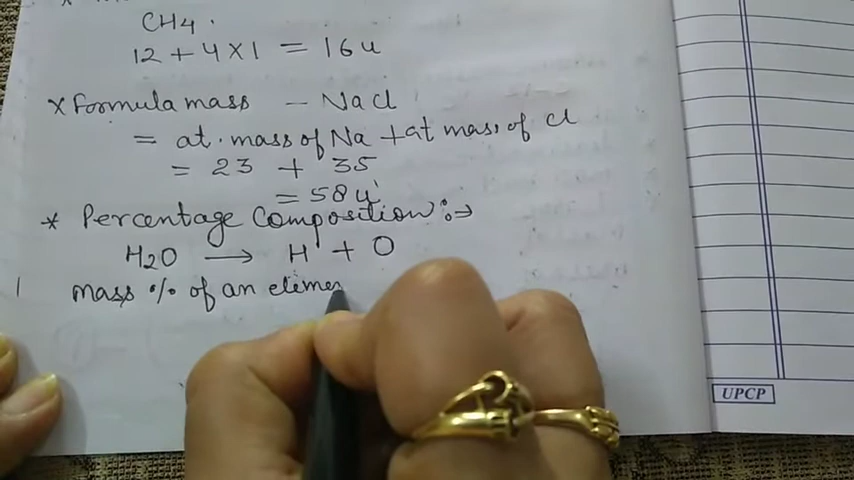 CH4.
12 + 4 X 1 = 16 u
x Formula mass – NaCl
= at. mass of Na + at mass of Cl
= 23 + 35
= 58 u
* Percentage Composition :→
H2O → H + O
mass % of an elemen
UPCP